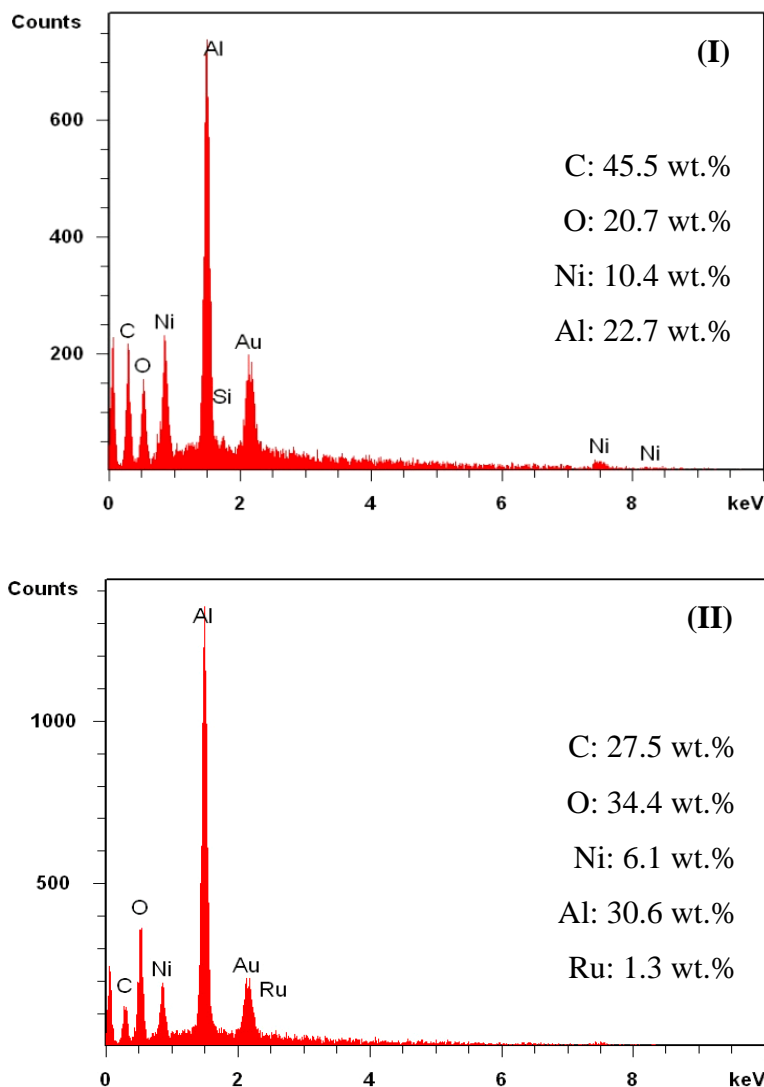 Counts
(I)
Al
600
C: 45.5 wt.%
O: 20.7 wt.%
400
Ni: 10.4 wt.%
Al: 22.7 wt.%
Ni
C
Au
200
O
Si
Ni
Ni
0
2
4
6
8
keV
Counts
(II)
Al
1000
C: 27.5 wt.%
O: 34.4 wt.%
Ni: 6.1 wt.%
500
O
Al: 30.6 wt.%
Ni
Au
Ru
Ru: 1.3 wt.%
C
0
2
4
6
8
keV